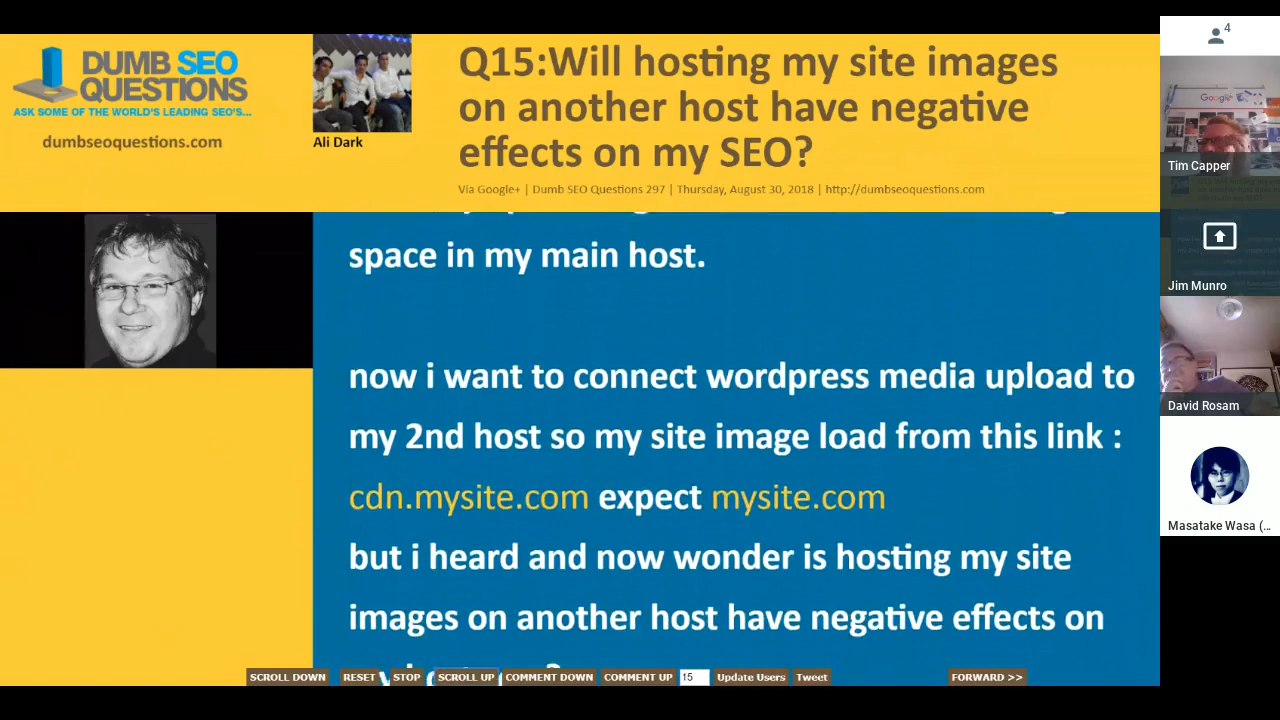 DUMB SEO
QUESTIONS
ASK SOME OF THE WORLD'S LEADING SEO'S...
dumbseoquestions.com
Ali Dark
Q15:Will hosting my site images
on another host have negative
effects on my SEO?
Via Google+ | Dumb SEO Questions 297 | Thursday, August 30, 2018 | http://dumbseoquestions.com
space in my main host.
now i want to connect wordpress media upload to
my 2nd host so my site image load from this link :
cdn.mysite.com expect mysite.com
but i heard and now wonder is hosting my site
images on another host have negative effects on
SCROLL DOWN
RESET
STOP
SCROLL UP
COMMENT DOWN
COMMENT UP
15
Update Users
Tweet
FORWARD >>
4
Google
Tim Capper
Jim Munro
David Rosam
Masatake Wasa (...